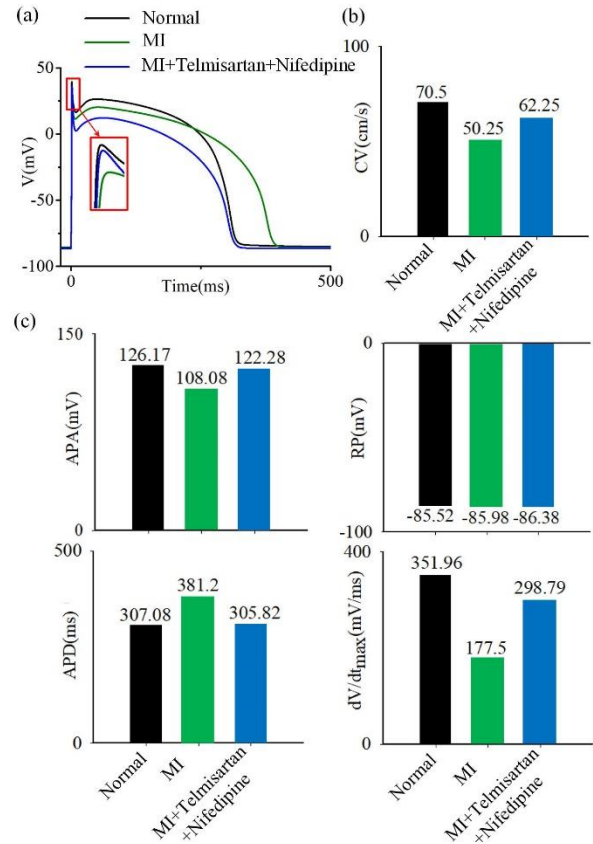 (a)
Normal
MI
MI+Telmisartan+Nifedipine
50
0
-50
-100
V(mV)
0
500
Time(ms)
(b)
100
0
CV(cm/s)
70.5
50.25
62.25
Normal
MI
MI+Telmisartan
+Nifedipine
(c)
150
0
APA(mV)
126.17
108.08
122.28
0
-100
RP(mV)
-85.52
-85.98
-86.38
500
0
APD(ms)
307.08
381.2
305.82
Normal
MI
MI+Telmisartan
+Nifedipine
400
0
dV/dtmax(mV/ms)
351.96
177.5
298.79
Normal
MI
MI+Telmisartan
+Nifedipine